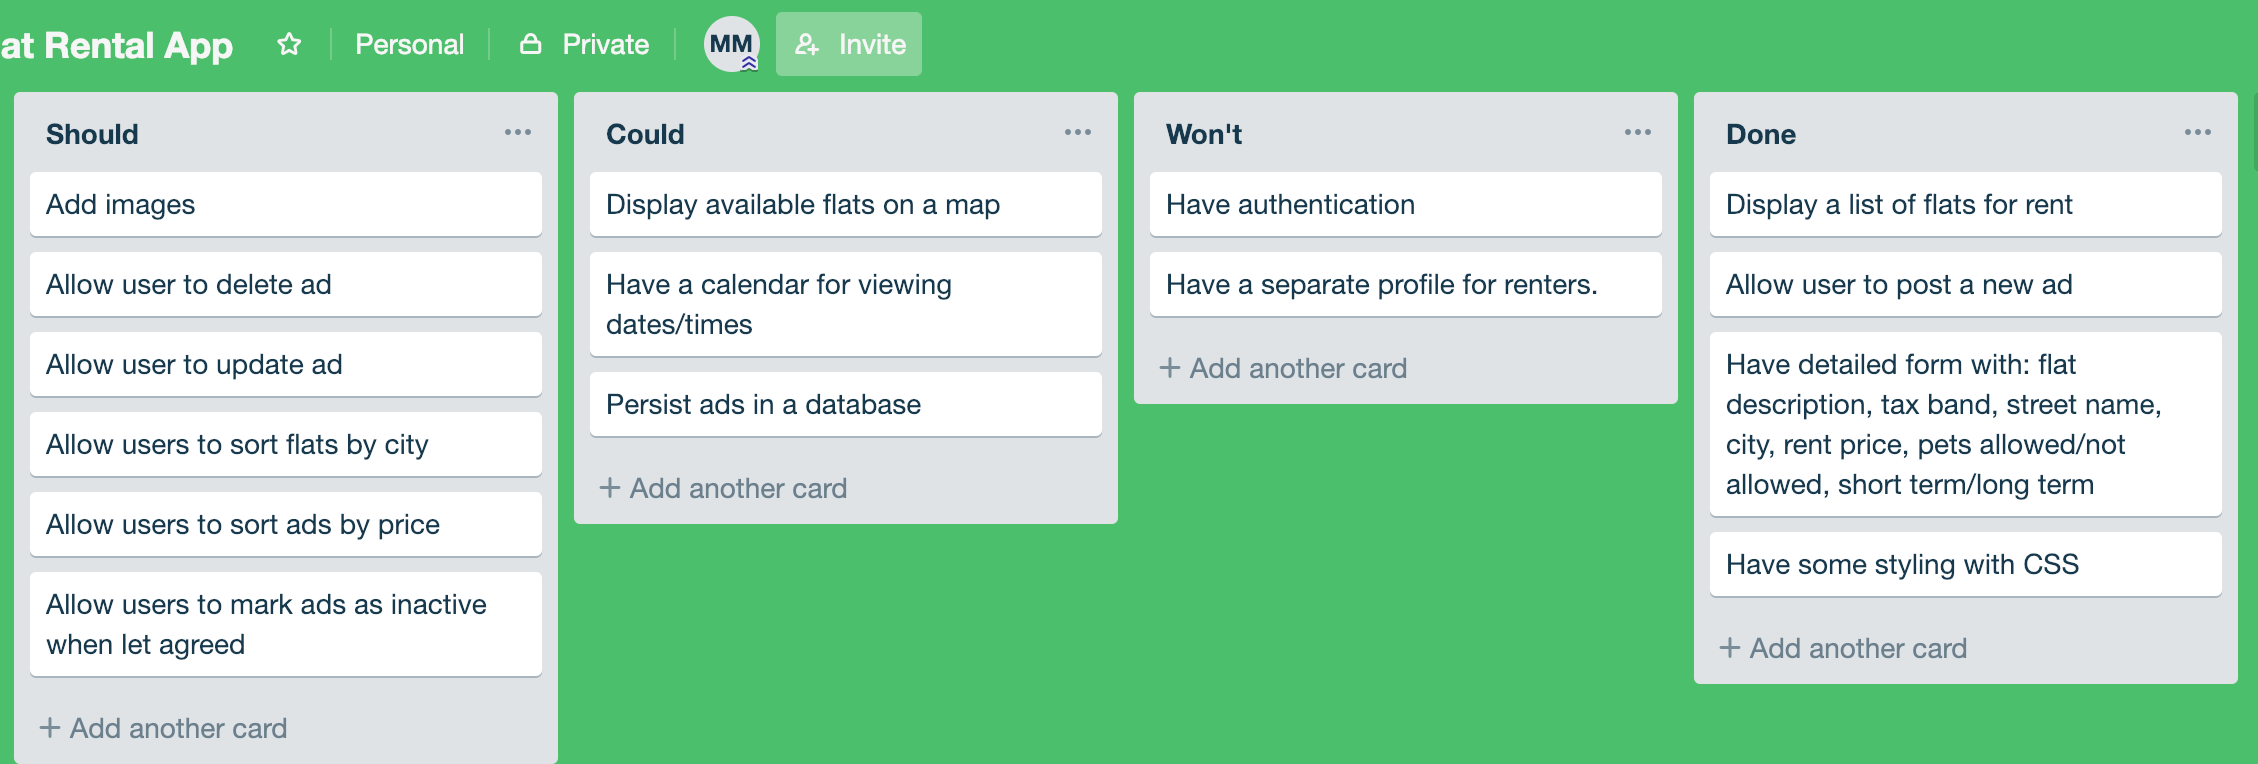 at Rental App
Personal
Private
MM
Invite
Should
Add images
Allow user to delete ad
Allow user to update ad
Allow users to sort flats by city
Allow users to sort ads by price
Allow users to mark ads as inactive
when let agreed
+ Add another card
Could
Display available flats on a map
Have a calendar for viewing
dates/times
Persist ads in a database
+ Add another card
Won't
Have authentication
Have a separate profile for renters.
+ Add another card
Done
Display a list of flats for rent
Allow user to post a new ad
Have detailed form with: flat
description, tax band, street name,
city, rent price, pets allowed/not
allowed, short term/long term
Have some styling with CSS
+ Add another card